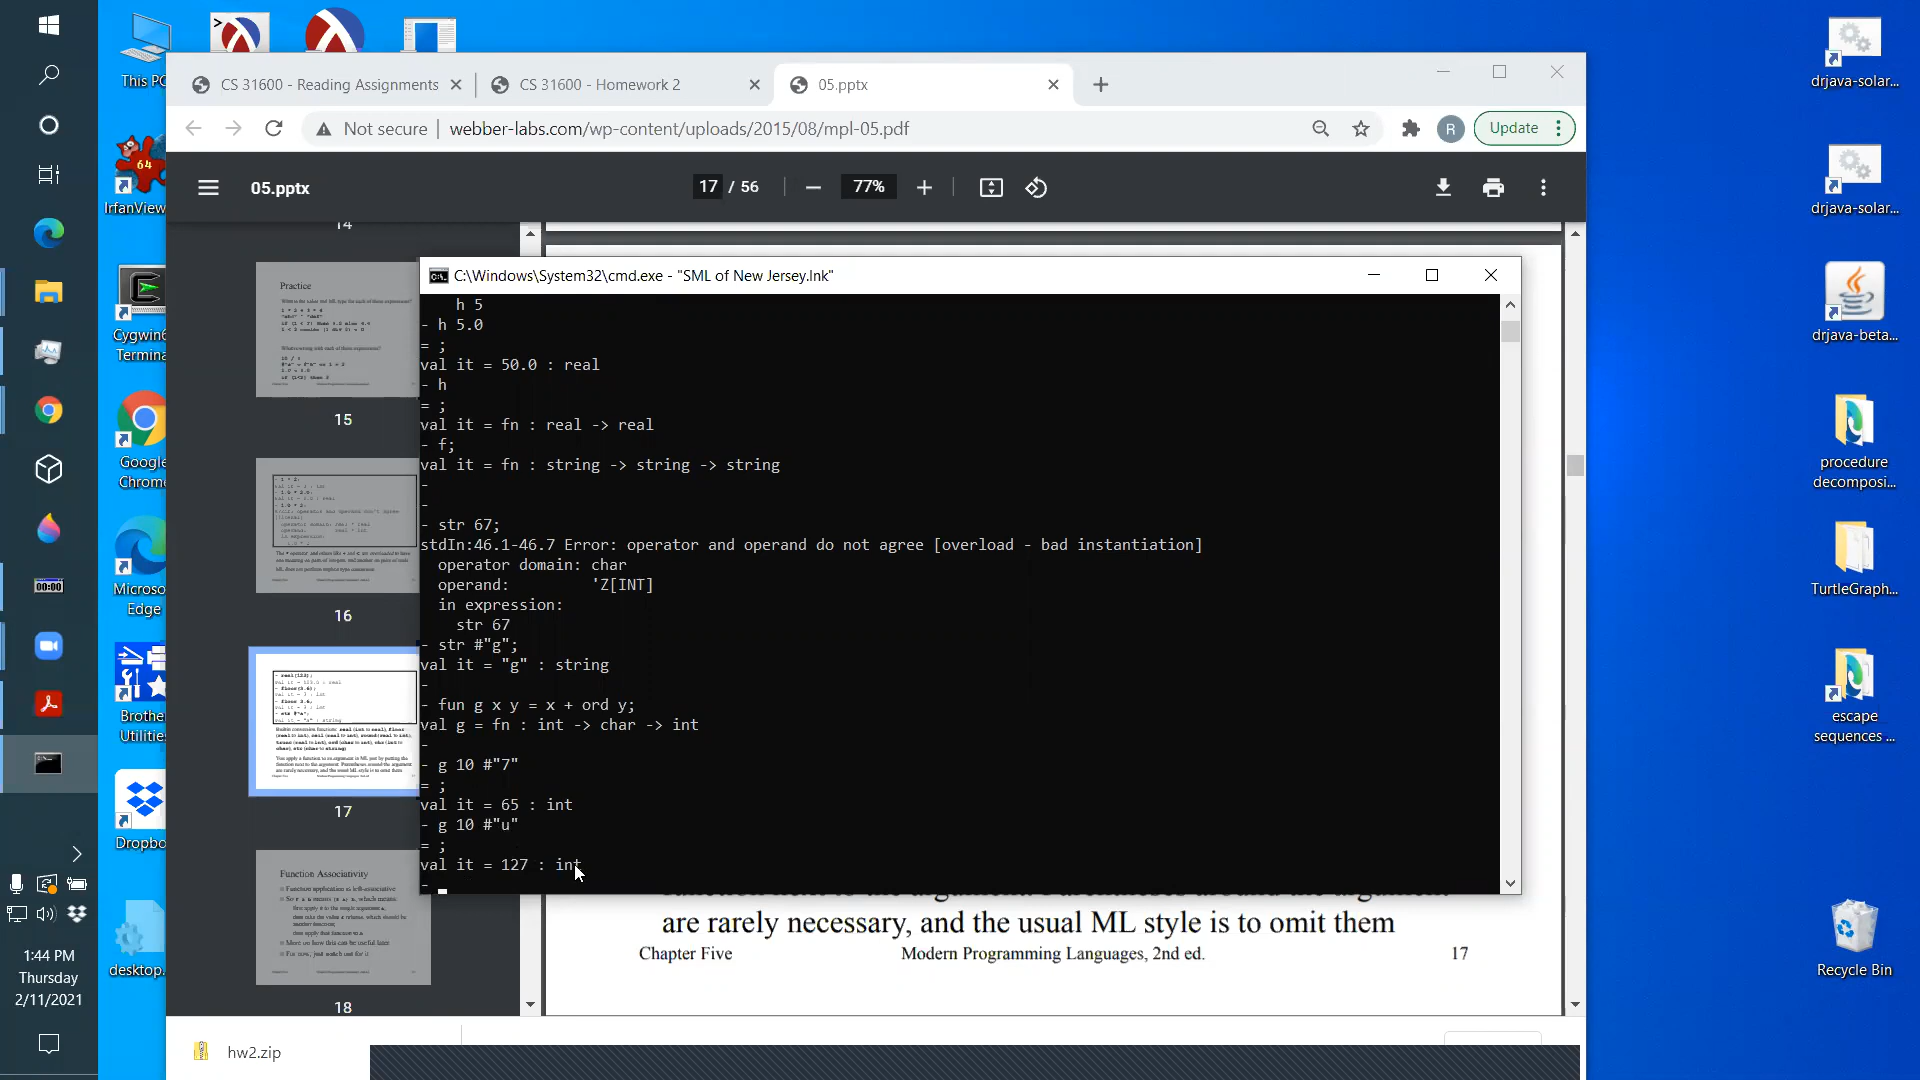 This PC
IrfanView
Cygwin6
Termina
Google
Chrome
Microso
Edge
Brother
Utilities
Dropbo
desktop.
1:44 PM
Thursday
2/11/2021
CS 31600 - Reading Assignments
CS 31600 - Homework 2
05.pptx
Not secure
webber-labs.com/wp-content/uploads/2015/08/mpl-05.pdf
R
Update
05.pptx
17 / 56
77%
14
Practice
15
16
17
Function Associativity
18
C:\Windows\System32\cmd.exe - "SML of New Jersey.lnk"
h 5
- h 5.0
= ;
val it = 50.0 : real
- h
= ;
val it = fn : real -> real
- f;
val it = fn : string -> string -> string
-
-
- str 67;
stdIn:46.1-46.7 Error: operator and operand do not agree [overload - bad instantiation]
operator domain: char
operand: 'Z[INT]
in expression:
str 67
- str #"g";
val it = "g" : string
-
- fun g x y = x + ord y;
val g = fn : int -> char -> int
-
- g 10 #"7"
= ;
val it = 65 : int
- g 10 #"u"
= ;
val it = 127 : int
-
are rarely necessary, and the usual ML style is to omit them
Chapter Five
Modern Programming Languages, 2nd ed.
17
hw2.zip
drjava-solar...
drjava-solar...
drjava-beta...
procedure
decomposi...
TurtleGraph...
escape
sequences ...
Recycle Bin
64
00:00